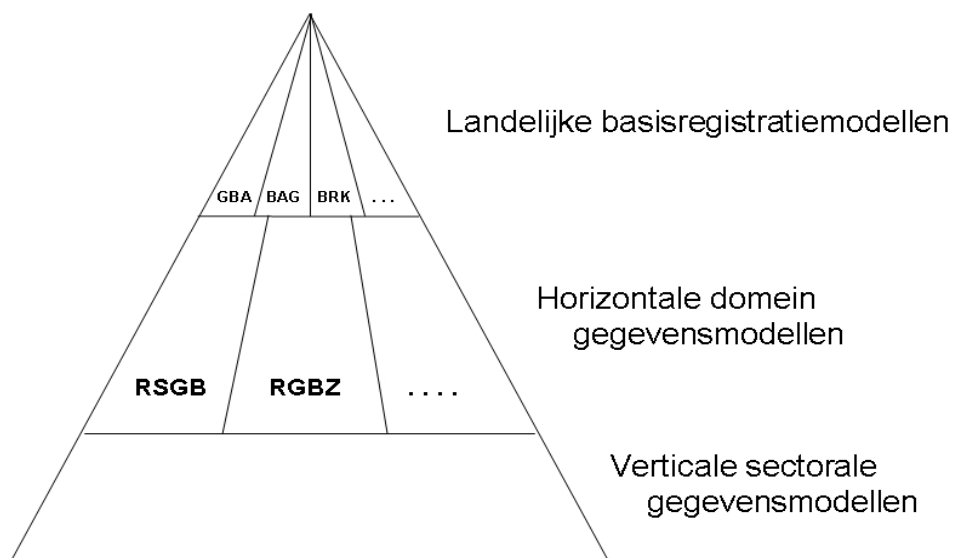 Landelijke basisregistratiemodellen
GBA BAG BRK ...
Horizontale domein
gegevensmodellen
RSGB RGBZ ....
Verticale sectorale
gegevensmodellen